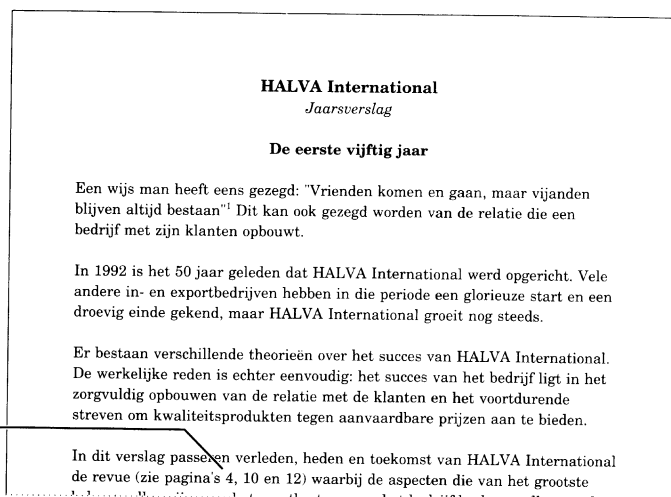 HALVA International
Jaarsverslag
De eerste vijftig jaar
Een wijs man heeft eens gezegd: "Vrienden komen en gaan, maar vijanden
blijven altijd bestaan"¹ Dit kan ook gezegd worden van de relatie die een
bedrijf met zijn klanten opbouwt.
In 1992 is het 50 jaar geleden dat HALVA International werd opgericht. Vele
andere in- en exportbedrijven hebben in die periode een glorieuze start en een
droevig einde gekend, maar HALVA International groeit nog steeds.
Er bestaan verschillende theorieën over het succes van HALVA International.
De werkelijke reden is echter eenvoudig: het succes van het bedrijf ligt in het
zorgvuldig opbouwen van de relatie met de klanten en het voortdurende
streven om kwaliteitsprodukten tegen aanvaardbare prijzen aan te bieden.
In dit verslag passeren verleden, heden en toekomst van HALVA International
de revue (zie pagina's 4, 10 en 12) waarbij de aspecten die van het grootste